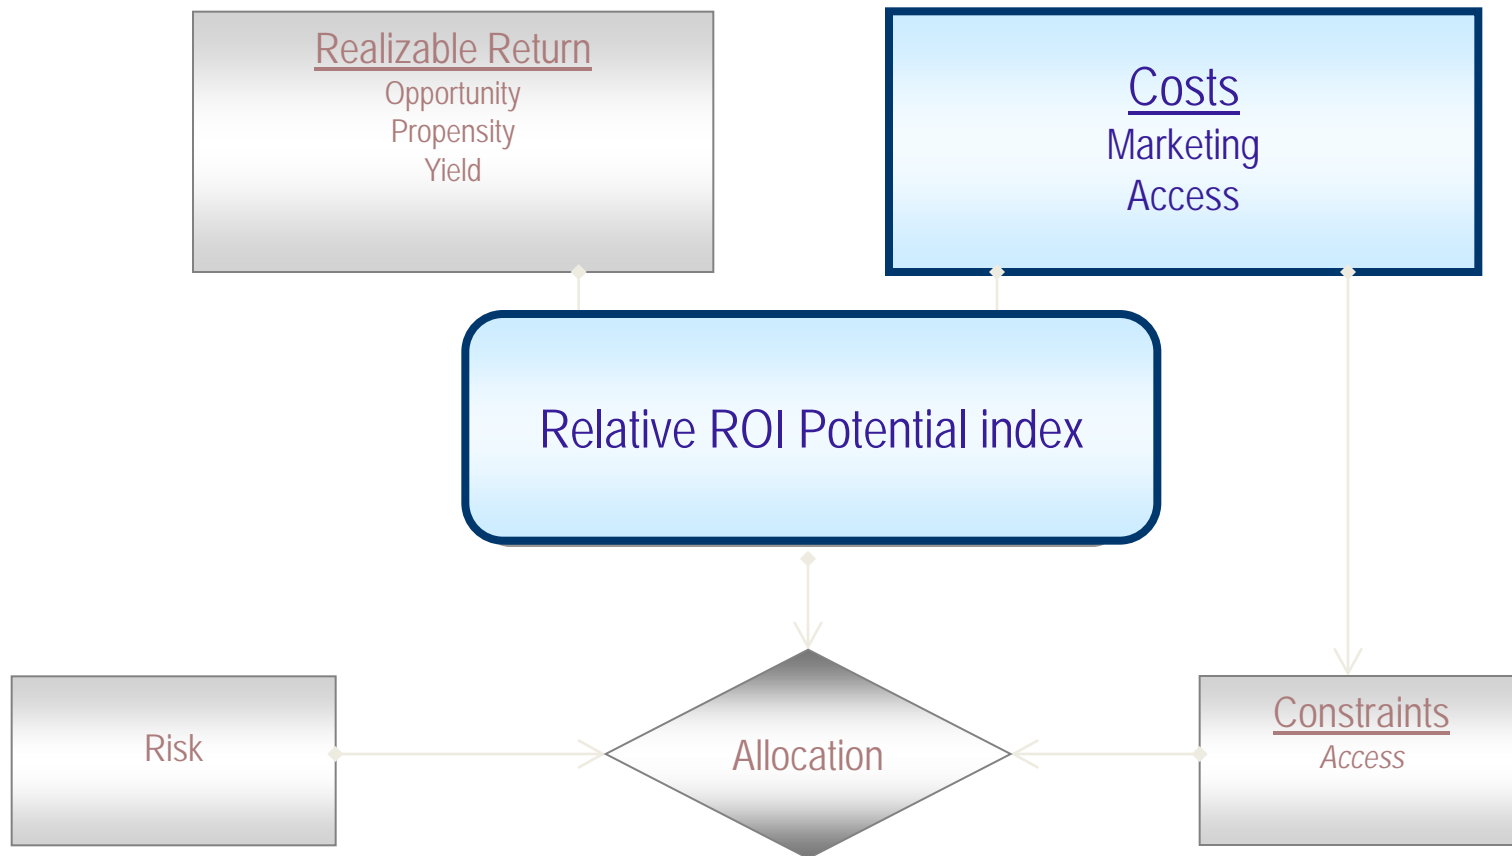 Realizable Return
Opportunity
Propensity
Yield
Costs
Marketing
Access
Relative ROI Potential index
Risk
Allocation
Constraints
Access